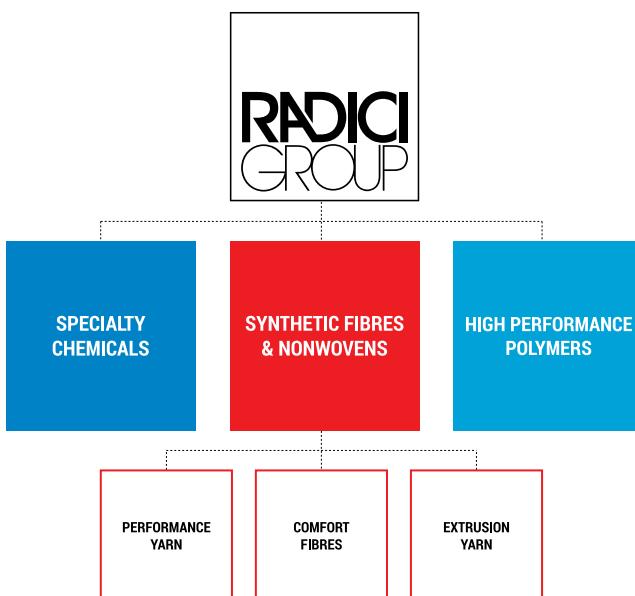 RADICI
GROUP
SPECIALTY
CHEMICALS
SYNTHETIC FIBRES
& NONWOVENS
HIGH PERFORMANCE
POLYMERS
PERFORMANCE
YARN
COMFORT
FIBRES
EXTRUSION
YARN